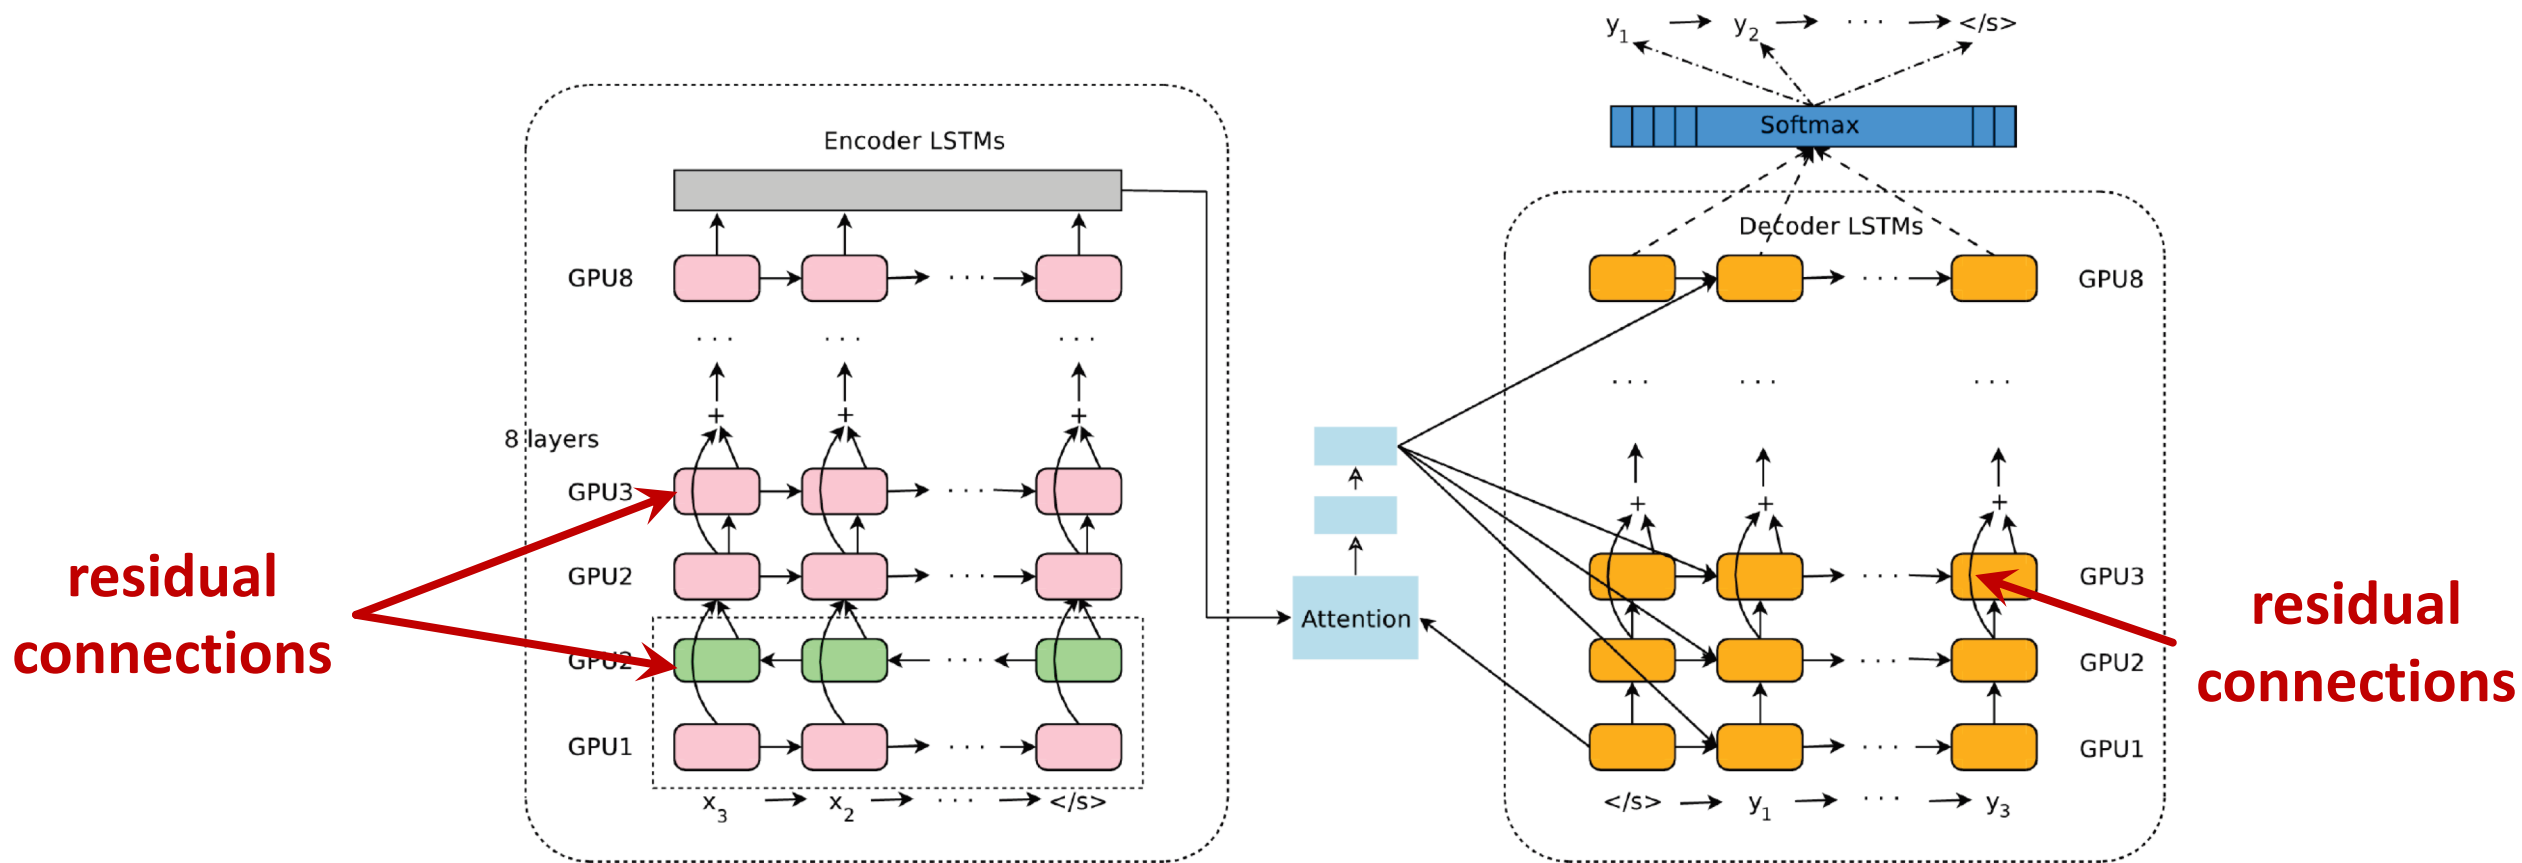 y1 → y2 → ··· → </s>
Softmax
Encoder LSTMs
Decoder LSTMs
GPU8
GPU8
8 layers
GPU3
GPU2
GPU2
GPU1
x3 → x2 → ··· → </s>
residual
connections
Attention
GPU3
GPU2
GPU1
</s> → y1 → ··· → y3
residual
connections